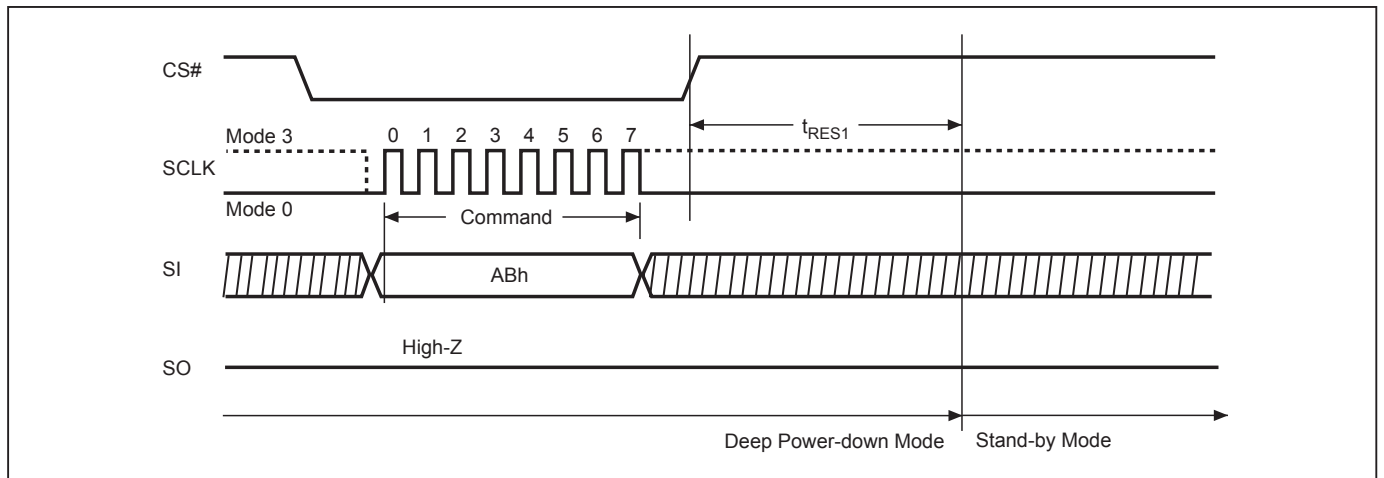 CS#
tRES1
Mode 3
0 1 2 3 4 5 6 7
SCLK
Mode 0
Command
SI
ABh
High-Z
SO
Deep Power-down Mode
Stand-by Mode